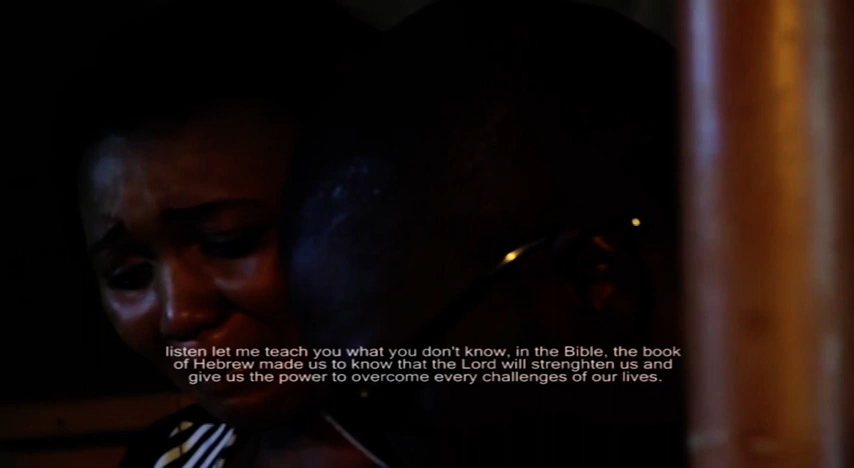 listen let me teach you what you don't know, in the Bible, the book
of Hebrew made us to know that the Lord will strenghten us and
give us the power to overcome every challenges of our lives.